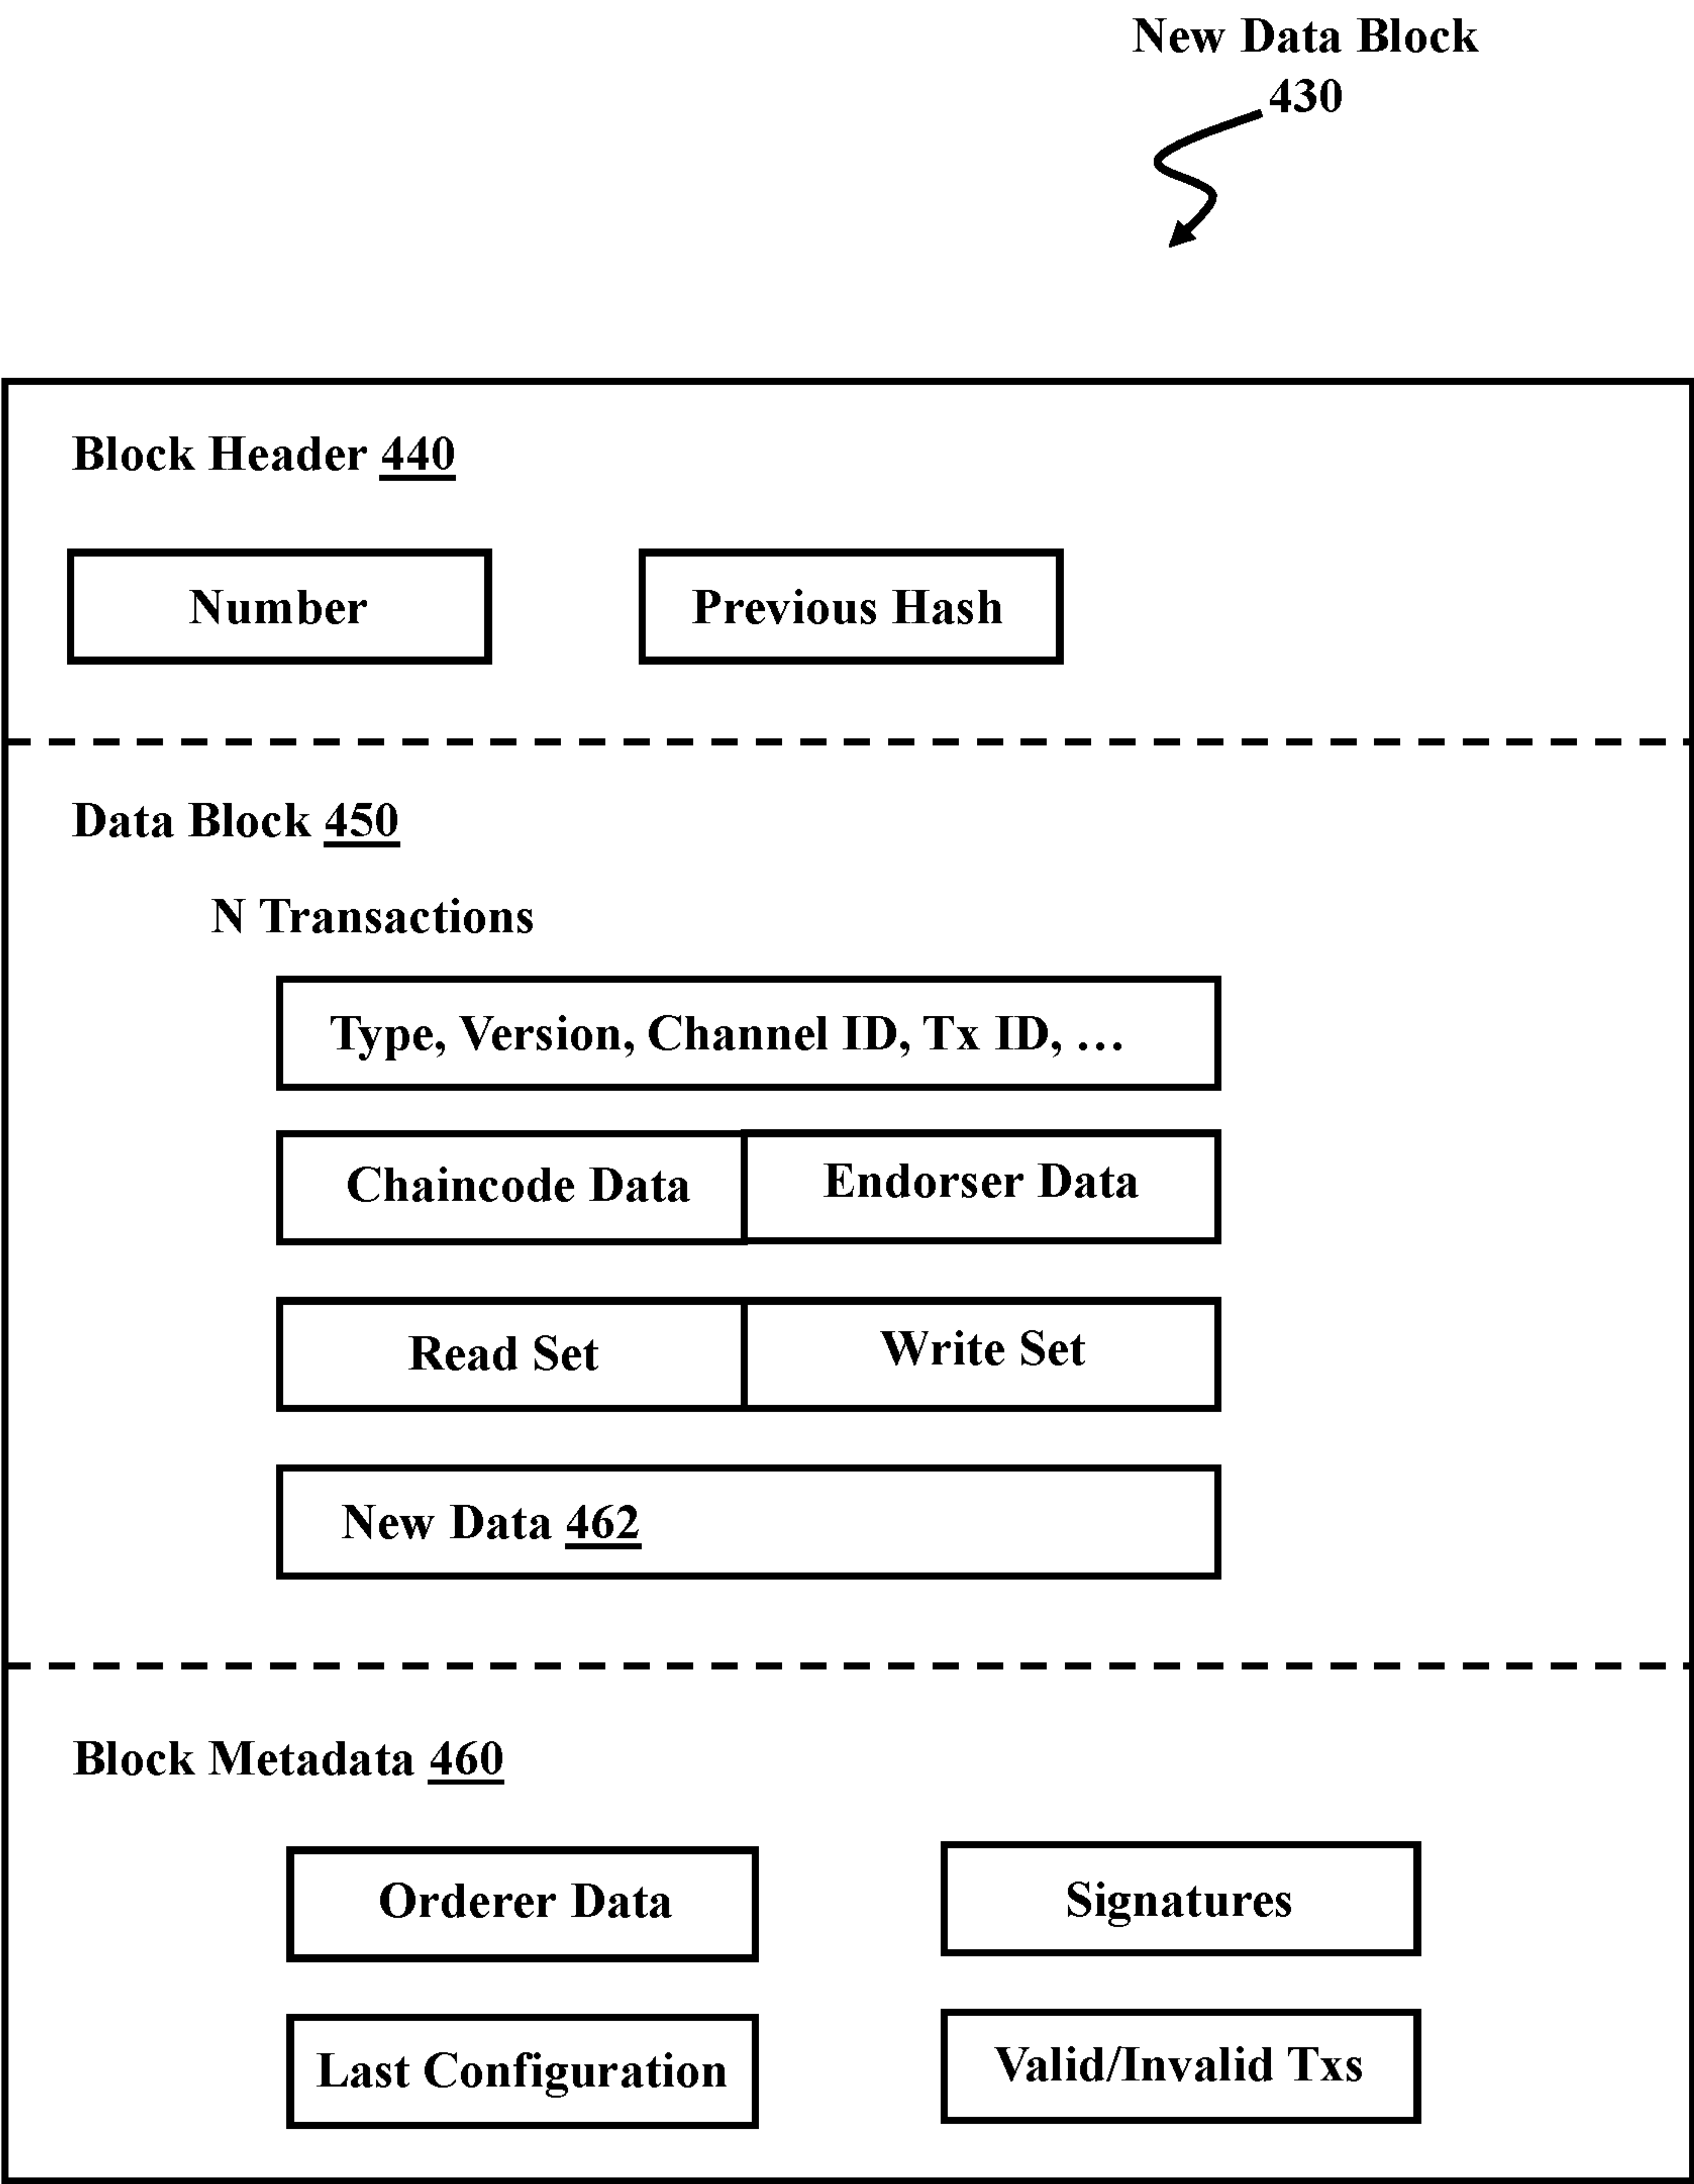 New Data Block
430
Block Header 440
Number
Previous Hash
Data Block 450
N Transactions
Type, Version, Channel ID, Tx ID, …
Chaincode Data
Endorser Data
Read Set
Write Set
New Data 462
Block Metadata 460
Orderer Data
Signatures
Last Configuration
Valid/Invalid Txs